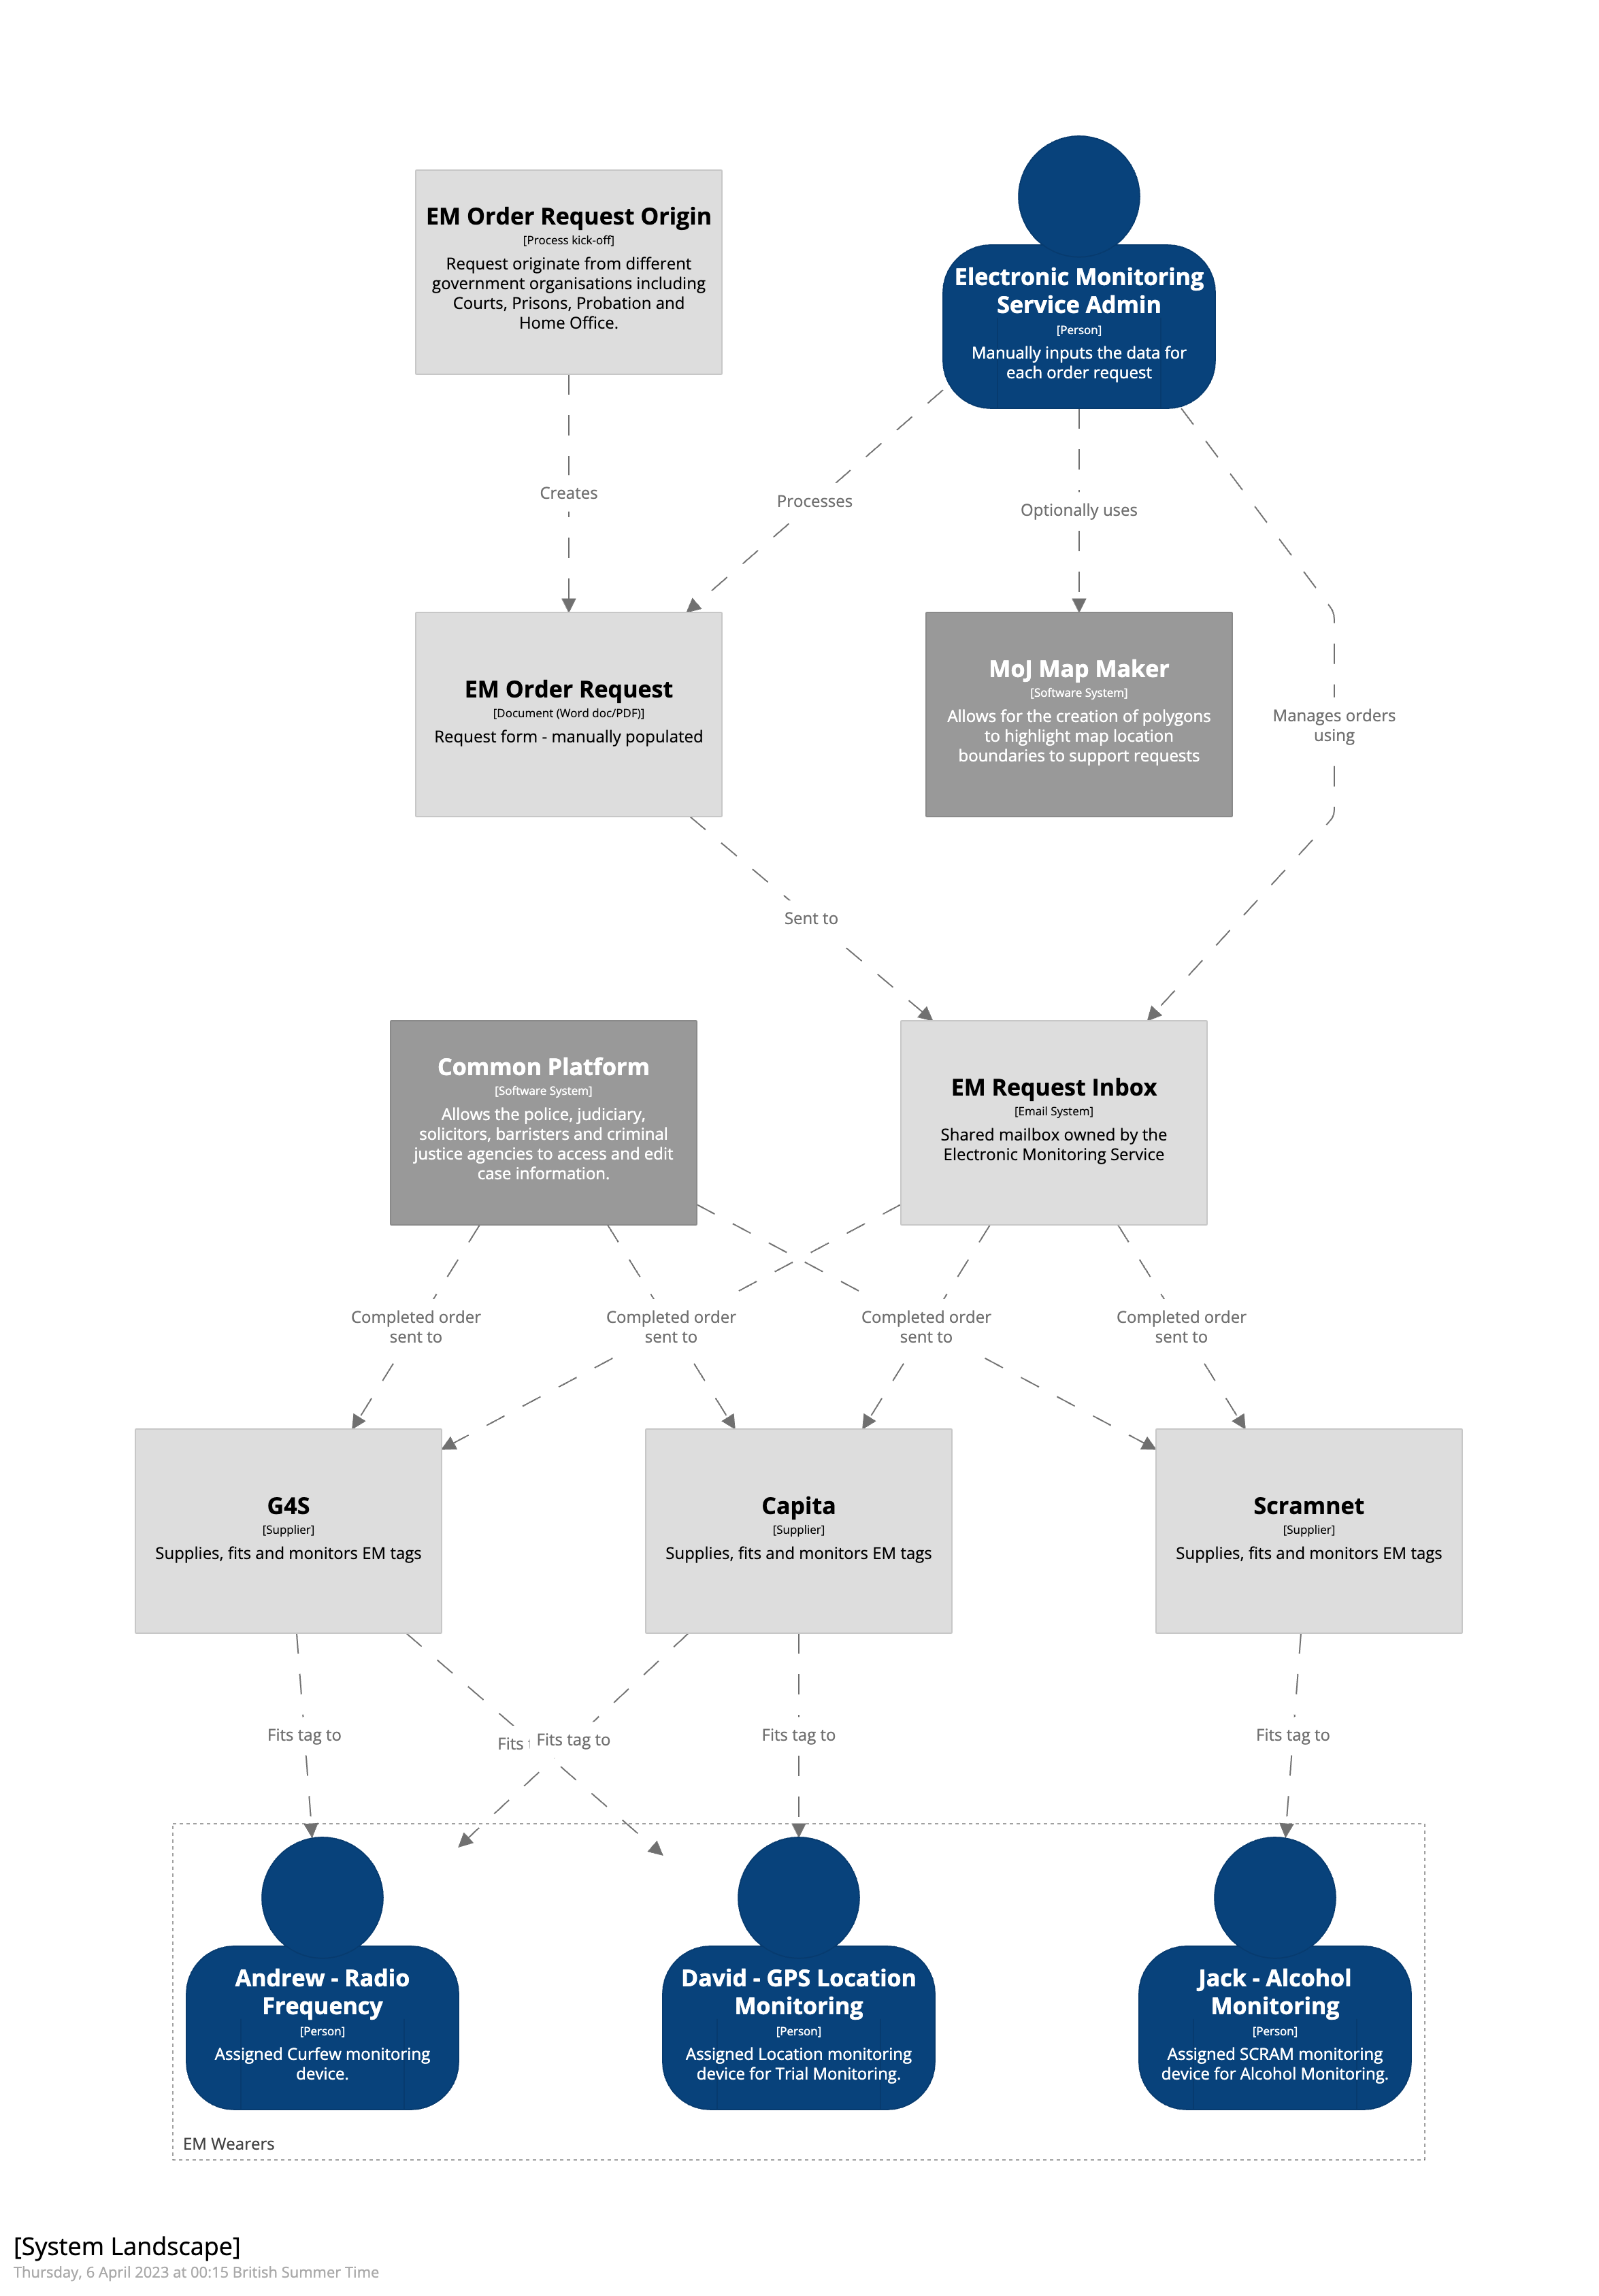 EM Order Request Origin
[Process kick-off]
Request originate from different
government organisations including
Courts, Prisons, Probation and
Home Office.
Electronic Monitoring
Service Admin
[Person]
Manually inputs the data for
each order request
Creates
Processes
Optionally uses
EM Order Request
[Document (Word doc/PDF)]
Request form - manually populated
MoJ Map Maker
[Software System]
Allows for the creation of polygons
to highlight map location
boundaries to support requests
Manages orders
using
Sent to
Common Platform
[Software System]
Allows the police, judiciary,
solicitors, barristers and criminal
justice agencies to access and edit
case information.
EM Request Inbox
[Email System]
Shared mailbox owned by the
Electronic Monitoring Service
Completed order
sent to
Completed order
sent to
Completed order
sent to
Completed order
sent to
G4S
[Supplier]
Supplies, fits and monitors EM tags
Capita
[Supplier]
Supplies, fits and monitors EM tags
Scramnet
[Supplier]
Supplies, fits and monitors EM tags
Fits tag to
Fits
Fits tag to
Fits tag to
Fits tag to
Andrew - Radio
Frequency
[Person]
Assigned Curfew monitoring
device.
David - GPS Location
Monitoring
[Person]
Assigned Location monitoring
device for Trial Monitoring.
Jack - Alcohol
Monitoring
[Person]
Assigned SCRAM monitoring
device for Alcohol Monitoring.
EM Wearers
[System Landscape]
Thursday, 6 April 2023 at 00:15 British Summer Time